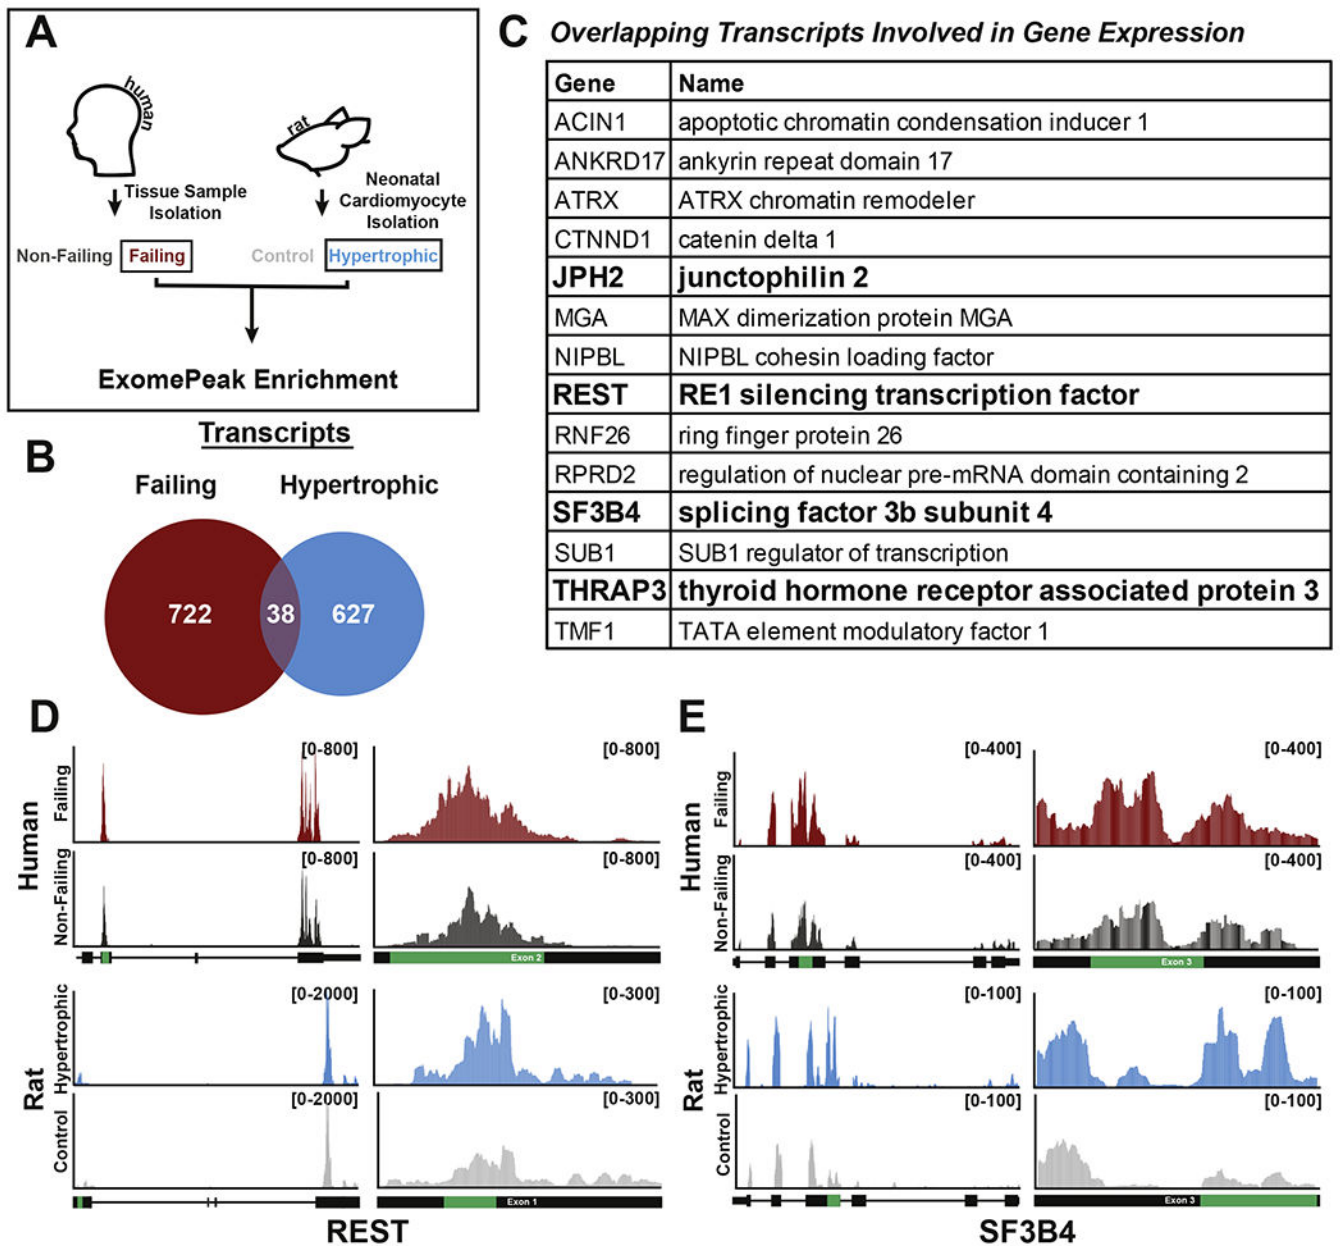 A
human
rat
Tissue Sample
Isolation
Neonatal
Cardiomyocyte
Isolation
Non-Failing Failing
Control Hypertrophic
ExomePeak Enrichment
Transcripts
B
Failing Hypertrophic
722 38 627
C Overlapping Transcripts Involved in Gene Expression
Gene Name
ACIN1 apoptotic chromatin condensation inducer 1
ANKRD17 ankyrin repeat domain 17
ATRX ATRX chromatin remodeler
CTNND1 catenin delta 1
JPH2 junctophilin 2
MGA MAX dimerization protein MGA
NIPBL NIPBL cohesin loading factor
REST RE1 silencing transcription factor
RNF26 ring finger protein 26
RPRD2 regulation of nuclear pre-mRNA domain containing 2
SF3B4 splicing factor 3b subunit 4
SUB1 SUB1 regulator of transcription
THRAP3 thyroid hormone receptor associated protein 3
TMF1 TATA element modulatory factor 1
D
Human
Failing
[0-800] [0-800]
Non-Failing
[0-800] [0-800]
Exon 2
Rat
Hypertrophic
[0-2000] [0-300]
Control
[0-2000] [0-300]
Exon 1
REST
E
Human
Failing
[0-400] [0-400]
Non-Failing
[0-400] [0-400]
Exon 3
Rat
Hypertrophic
[0-100] [0-100]
Control
[0-100] [0-100]
Exon 3
SF3B4